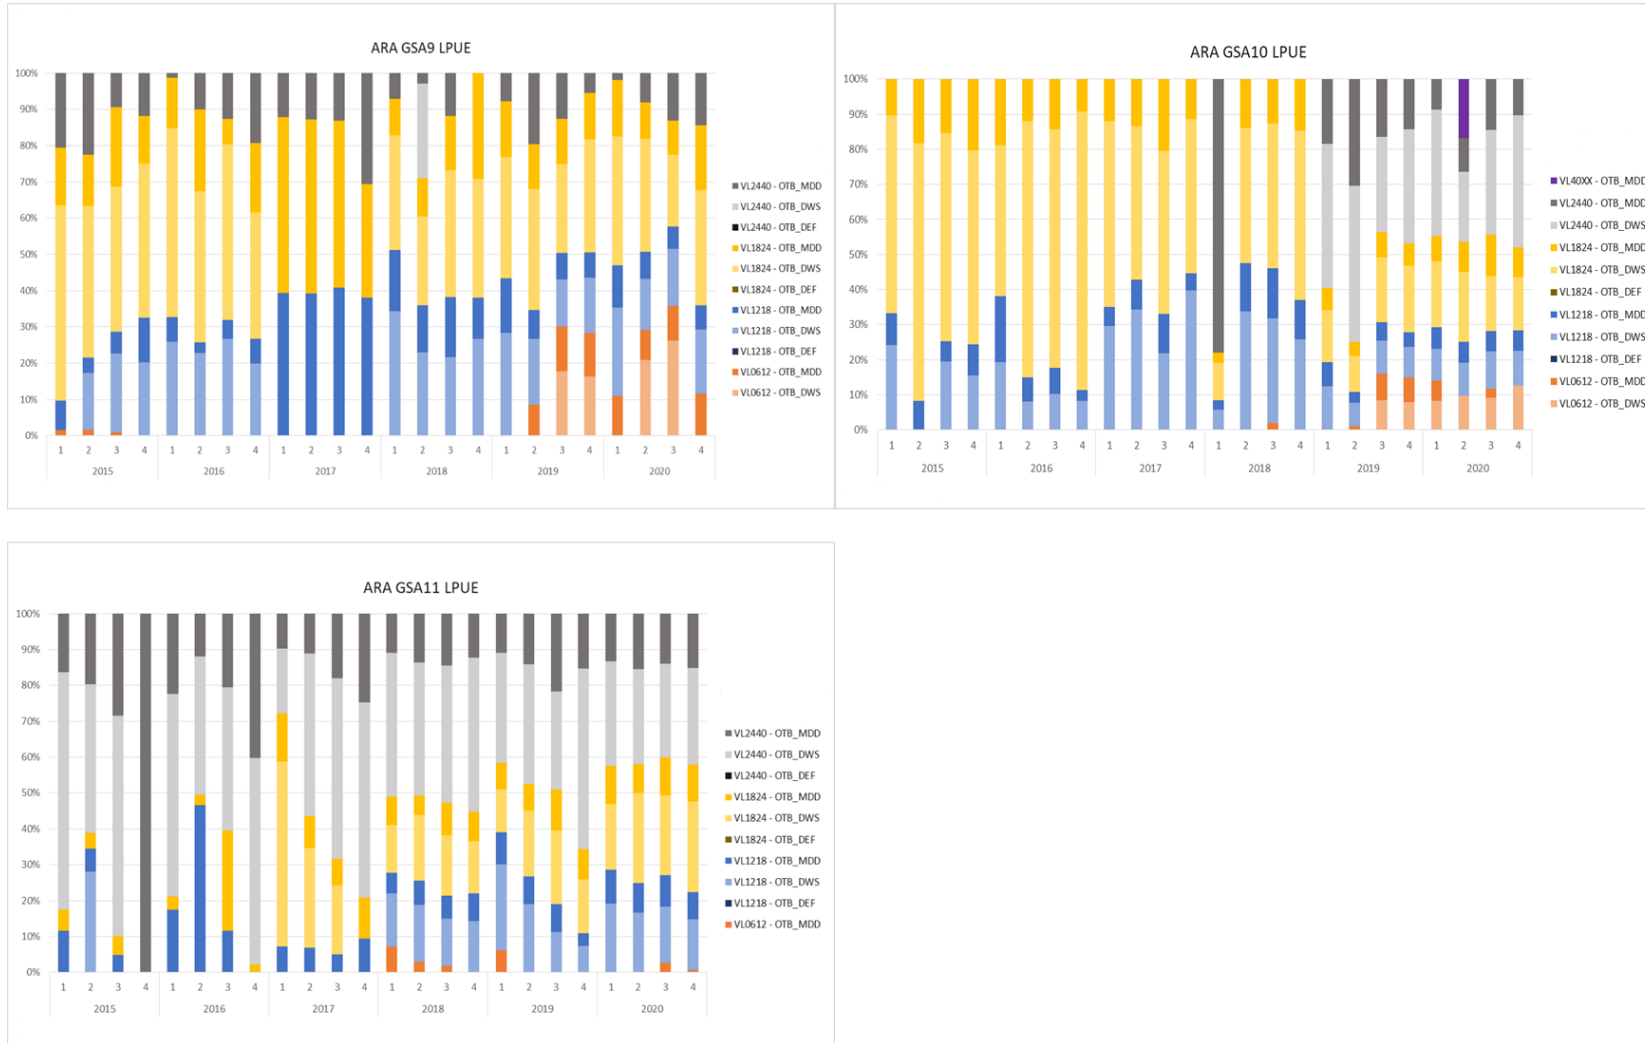 ARA GSA9 LPUE
100%
90%
80%
70%
60%
50%
40%
30%
20%
10%
0%
1 2 3 4 1 2 3 4 1 2 3 4 1 2 3 4 1 2 3 4 1 2 3 4
2015 2016 2017 2018 2019 2020
VL2440 - OTB_MDD
VL2440 - OTB_DWS
VL2440 - OTB_DEF
VL1824 - OTB_MDD
VL1824 - OTB_DWS
VL1824 - OTB_DEF
VL1218 - OTB_MDD
VL1218 - OTB_DWS
VL1218 - OTB_DEF
VL0612 - OTB_MDD
VL0612 - OTB_DWS
ARA GSA10 LPUE
100%
90%
80%
70%
60%
50%
40%
30%
20%
10%
0%
1 2 3 4 1 2 3 4 1 2 3 4 1 2 3 4 1 2 3 4 1 2 3 4
2015 2016 2017 2018 2019 2020
VL40XX - OTB_MDD
VL2440 - OTB_MDD
VL2440 - OTB_DWS
VL1824 - OTB_MDD
VL1824 - OTB_DWS
VL1824 - OTB_DEF
VL1218 - OTB_MDD
VL1218 - OTB_DWS
VL1218 - OTB_DEF
VL0612 - OTB_MDD
VL0612 - OTB_DWS
ARA GSA11 LPUE
100%
90%
80%
70%
60%
50%
40%
30%
20%
10%
0%
1 2 3 4 1 2 3 4 1 2 3 4 1 2 3 4 1 2 3 4 1 2 3 4
2015 2016 2017 2018 2019 2020
VL2440 - OTB_MDD
VL2440 - OTB_DWS
VL2440 - OTB_DEF
VL1824 - OTB_MDD
VL1824 - OTB_DWS
VL1824 - OTB_DEF
VL1218 - OTB_MDD
VL1218 - OTB_DWS
VL1218 - OTB_DEF
VL0612 - OTB_MDD